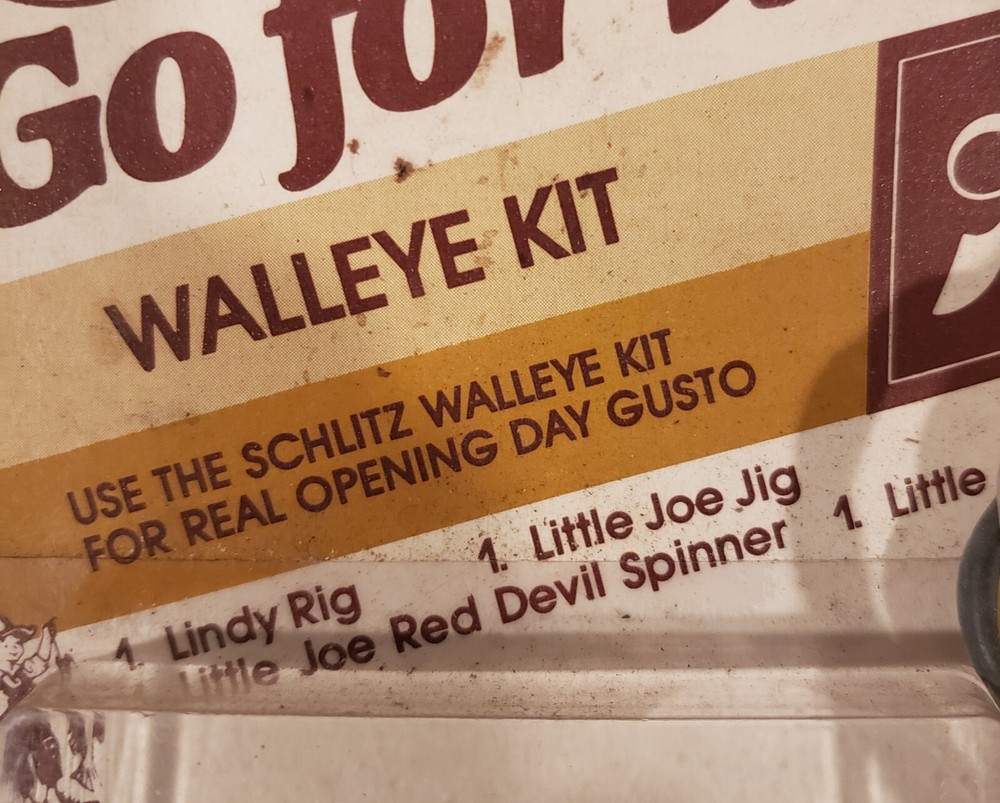 Go for
WALLEYE KIT
USE THE SCHLITZ WALLEYE KIT
FOR REAL OPENING DAY GUSTO
1. Lindy Rig
1. Little Joe Jig
1. Little
Little Joe Red Devil Spinner